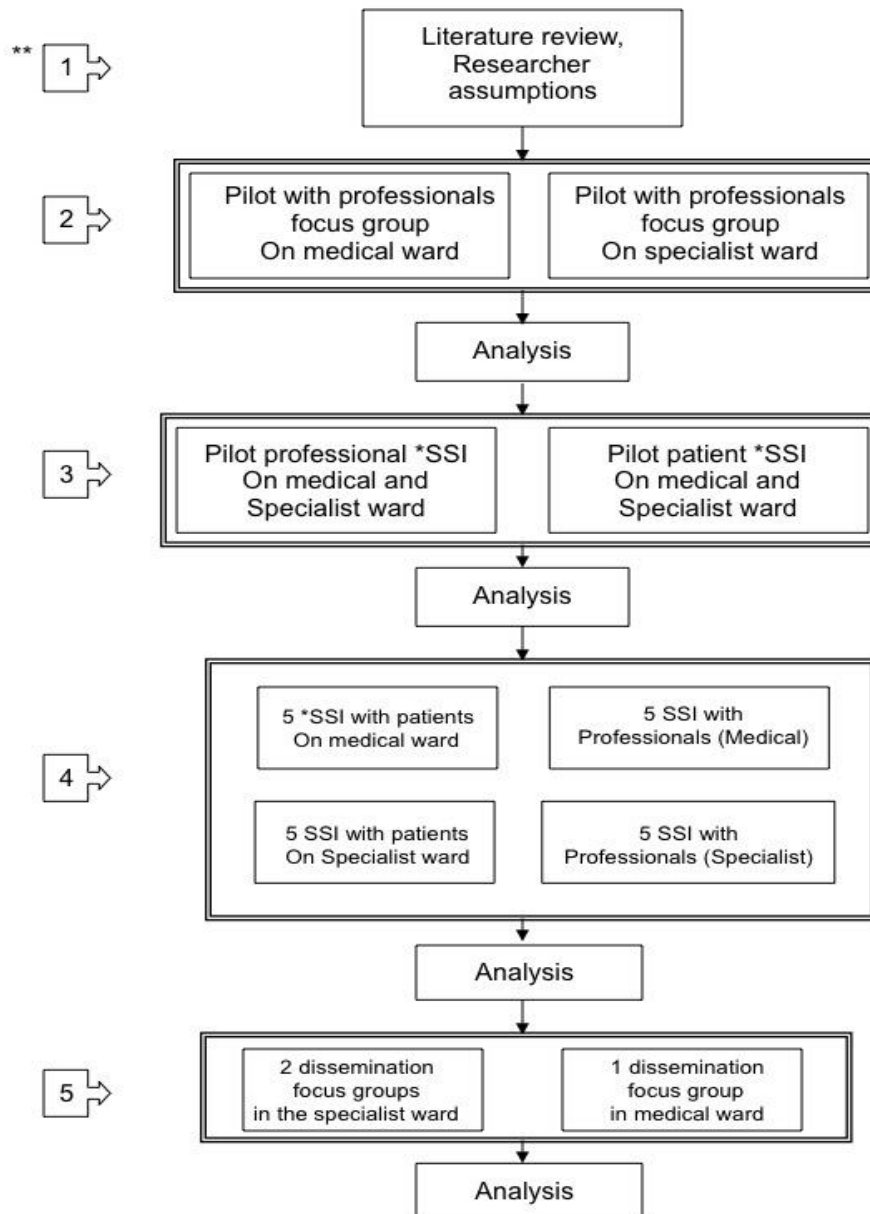 **
1
Literature review,
Researcher
assumptions
2
Pilot with professionals
focus group
On medical ward
Pilot with professionals
focus group
On specialist ward
Analysis
3
Pilot professional *SSI
On medical and
Specialist ward
Pilot patient *SSI
On medical and
Specialist ward
Analysis
4
5 *SSI with patients
On medical ward
5 SSI with
Professionals (Medical)
5 SSI with patients
On Specialist ward
5 SSI with
Professionals (Specialist)
Analysis
5
2 dissemination
focus groups
in the specialist ward
1 dissemination
focus group
in medical ward
Analysis